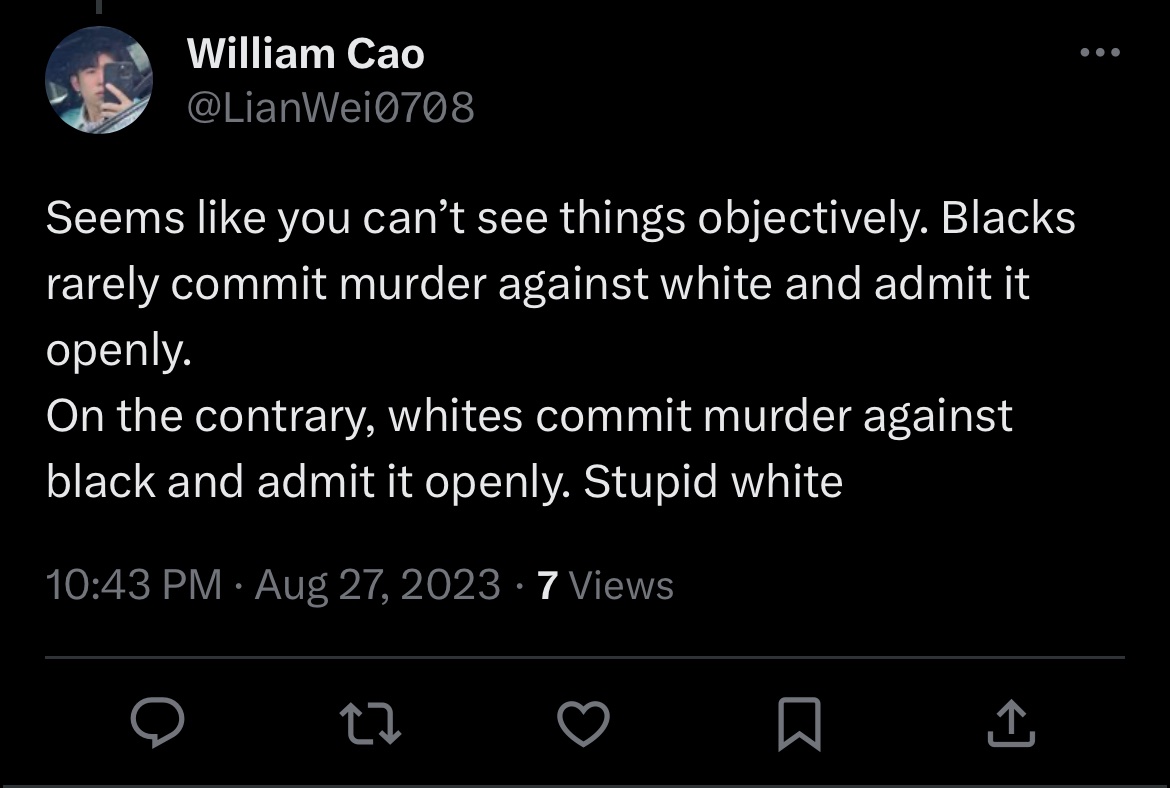 William Cao
@LianWei0708
Seems like you can’t see things objectively. Blacks
rarely commit murder against white and admit it
openly.
On the contrary, whites commit murder against
black and admit it openly. Stupid white
10:43 PM · Aug 27, 2023 · 7 Views